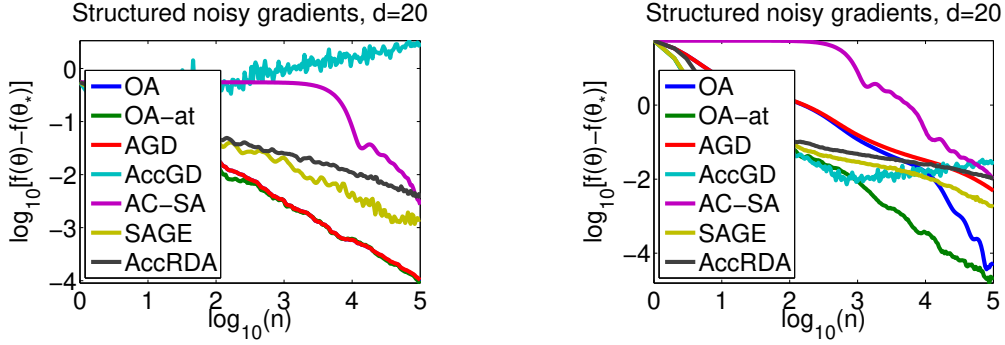 Structured noisy gradients, d=20
log10[f(θ)−f(θ*)]
0
−1
−2
−3
−4
OA
OA−at
AGD
AccGD
AC−SA
SAGE
AccRDA
0 1 2 3 4 5
log10(n)
Structured noisy gradients, d=20
log10[f(θ)−f(θ*)]
0
−2
−4
OA
OA−at
AGD
AccGD
AC−SA
SAGE
AccRDA
0 1 2 3 4 5
log10(n)